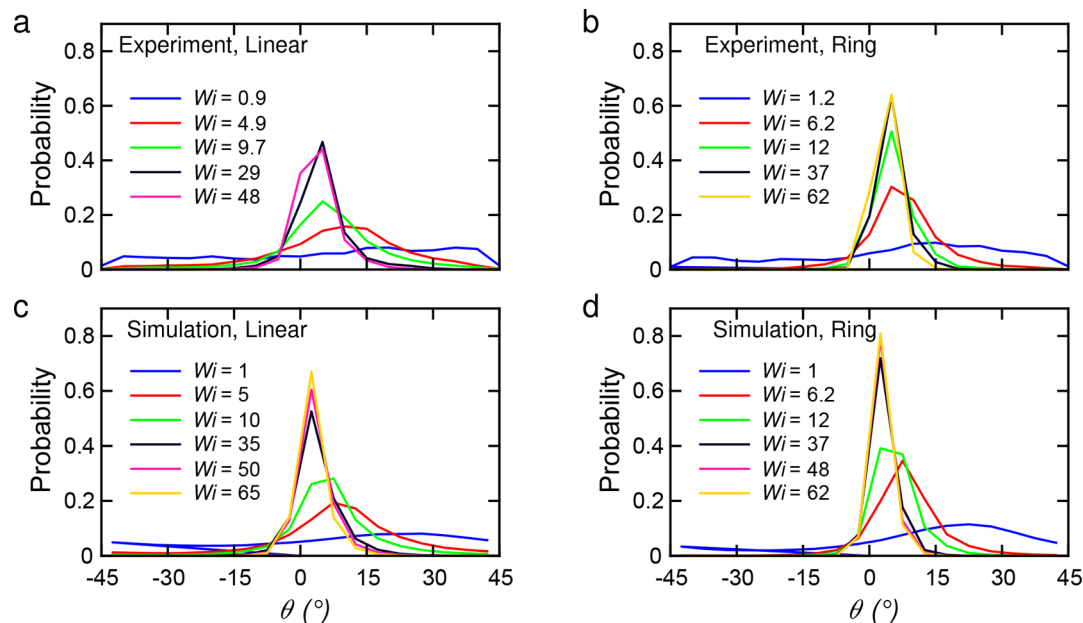 a
Experiment, Linear
Probability
0.8
0.6
0.4
0.2
0
Wi = 0.9
Wi = 4.9
Wi = 9.7
Wi = 29
Wi = 48
b
Experiment, Ring
Probability
0.8
0.6
0.4
0.2
0
Wi = 1.2
Wi = 6.2
Wi = 12
Wi = 37
Wi = 62
c
Simulation, Linear
Probability
0.8
0.6
0.4
0.2
0
Wi = 1
Wi = 5
Wi = 10
Wi = 35
Wi = 50
Wi = 65
-45 -30 -15 0 15 30 45
θ (°)
d
Simulation, Ring
Probability
0.8
0.6
0.4
0.2
0
Wi = 1
Wi = 6.2
Wi = 12
Wi = 37
Wi = 48
Wi = 62
-45 -30 -15 0 15 30 45
θ (°)